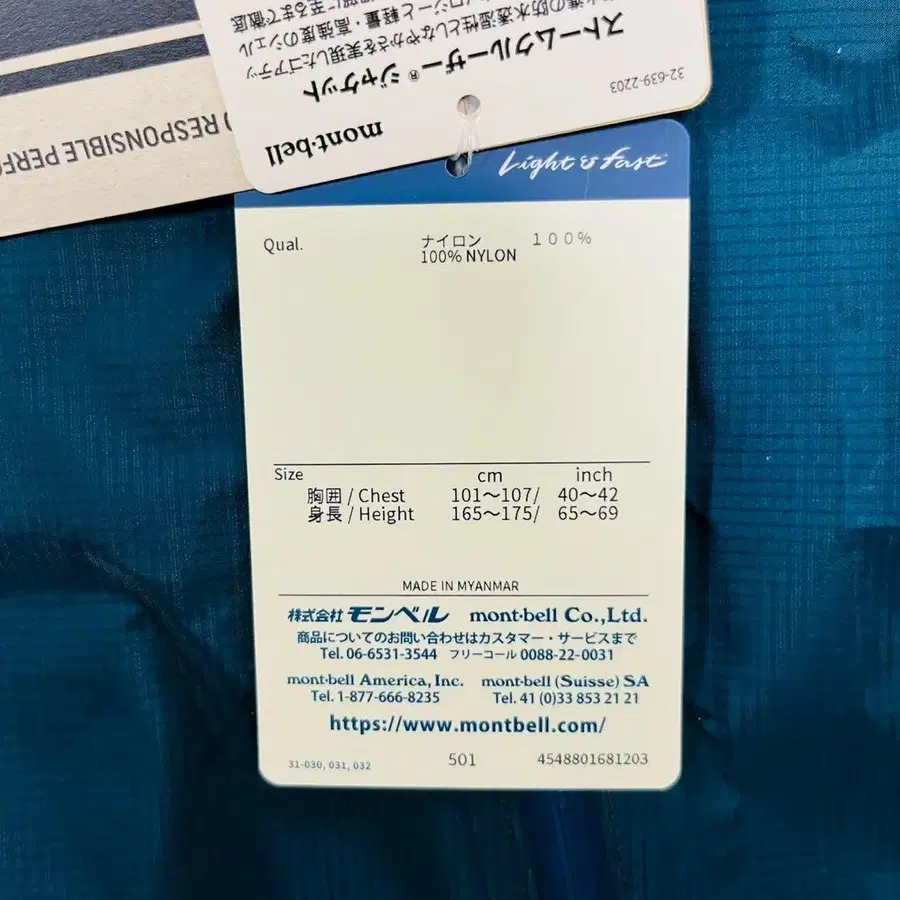 RESPONSIBLE PERF
mont-bell
ストームクルーザー®ジャケット
32-639-2203
Light & Fast
Qual. ナイロン 100%
100% NYLON
Size cm inch
胸囲 / Chest 101～107/ 40～42
身長 / Height 165～175/ 65～69
MADE IN MYANMAR
株式会社 モンベル mont-bell Co.,Ltd.
商品についてのお問い合わせはカスタマー・サービスまで
Tel. 06-6531-3544 フリーコール 0088-22-0031
mont-bell America, Inc. mont-bell (Suisse) SA
Tel. 1-877-666-8235 Tel. 41 (0)33 853 21 21
https://www.montbell.com/
31-030, 031, 032 501 4548801681203